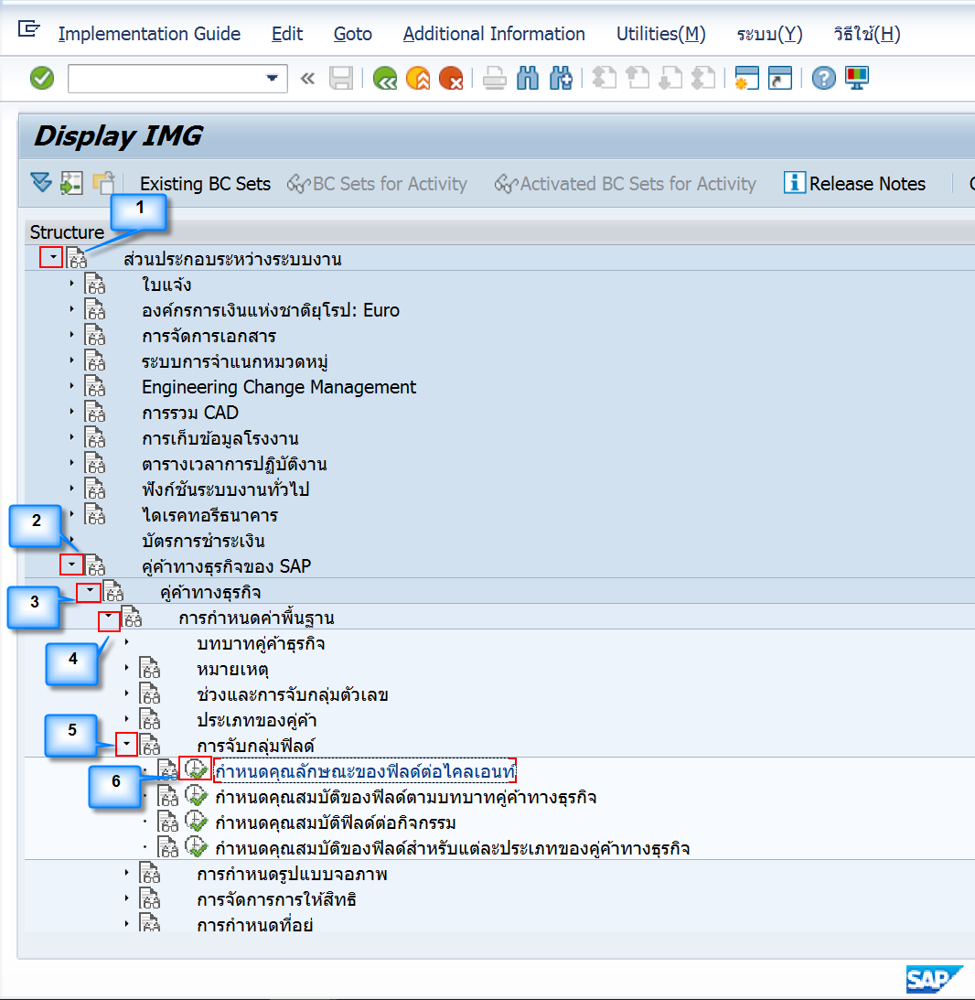 Implementation Guide Edit Goto Additional Information Utilities(M) ระบบ(Y) วิธีใช้(H)
Display IMG
Existing BC Sets BC Sets for Activity Activated BC Sets for Activity i Release Notes
1
Structure
ส่วนประกอบระหว่างระบบงาน
ใบแจ้ง
องค์กรการเงินแห่งชาติยุโรป: Euro
การจัดการเอกสาร
ระบบการจำแนกหมวดหมู่
Engineering Change Management
การรวม CAD
การเก็บข้อมูลโรงงาน
ตารางเวลาการปฏิบัติงาน
ฟังก์ชันระบบงานทั่วไป
ไดเรคทอรีธนาคาร
2
บัตรการชำระเงิน
คู่ค้าทางธุรกิจของ SAP
คู่ค้าทางธุรกิจ
3
การกำหนดค่าพื้นฐาน
บทบาทคู่ค้าธุรกิจ
4
หมายเหตุ
ช่วงและการจับกลุ่มตัวเลข
ประเภทของคู่ค้า
5
การจับกลุ่มฟิลด์
กำหนดคุณลักษณะของฟิลด์ต่อไคลเอนท์
6
กำหนดคุณสมบัติของฟิลด์ตามบทบาทคู่ค้าทางธุรกิจ
กำหนดคุณสมบัติฟิลด์ต่อกิจกรรม
กำหนดคุณสมบัติของฟิลด์สำหรับแต่ละประเภทของคู่ค้าทางธุรกิจ
การกำหนดรูปแบบจอภาพ
การจัดการการให้สิทธิ
การกำหนดที่อยู่
SAP